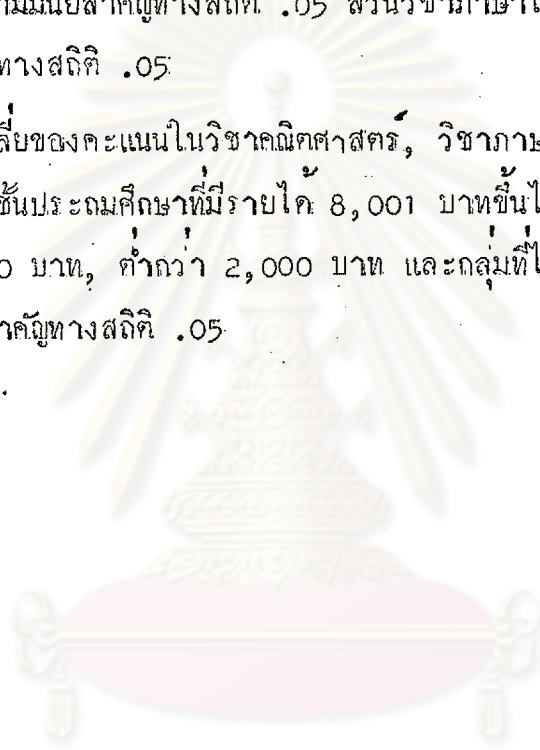 ทางสถิติ .05 ส่วนวิชาภาษา
ทางสถิติ .05
ลี่ยของคะแนนในวิชาคณิตศาสตร์, วิชาภาษ
ชั้นประถมศึกษาที่มีรายได้ 8,001 บาทขึ้นไ
0 บาท, ต่ำกว่า 2,000 บาท และกลุ่มที่ไ
าคัญทางสถิติ .05